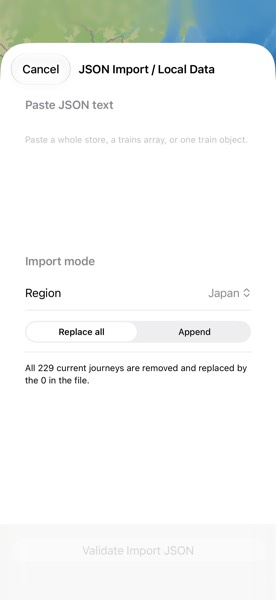 Cancel
JSON Import / Local Data
Paste JSON text
Paste a whole store, a trains array, or one train object.
Import mode
Region
Japan
Replace all
Append
All 229 current journeys are removed and replaced by
the 0 in the file.
Validate Import JSON